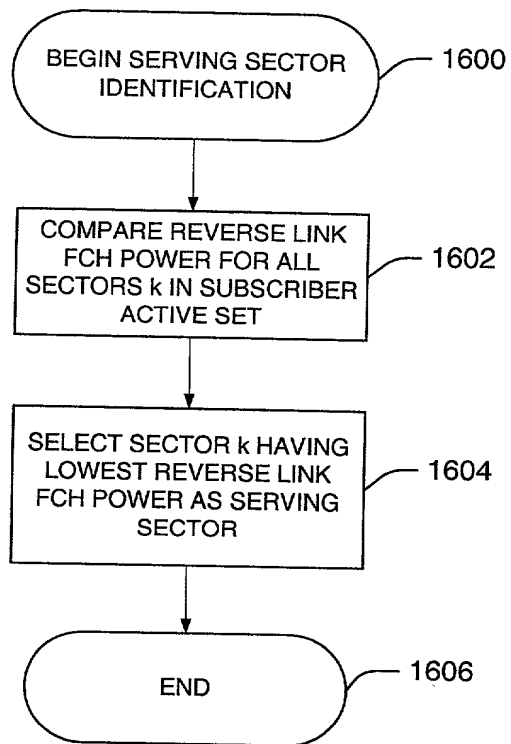 BEGIN SERVING SECTOR
IDENTIFICATION
1600
COMPARE REVERSE LINK
FCH POWER FOR ALL
SECTORS k IN SUBSCRIBER
ACTIVE SET
1602
SELECT SECTOR k HAVING
LOWEST REVERSE LINK
FCH POWER AS SERVING
SECTOR
1604
END
1606